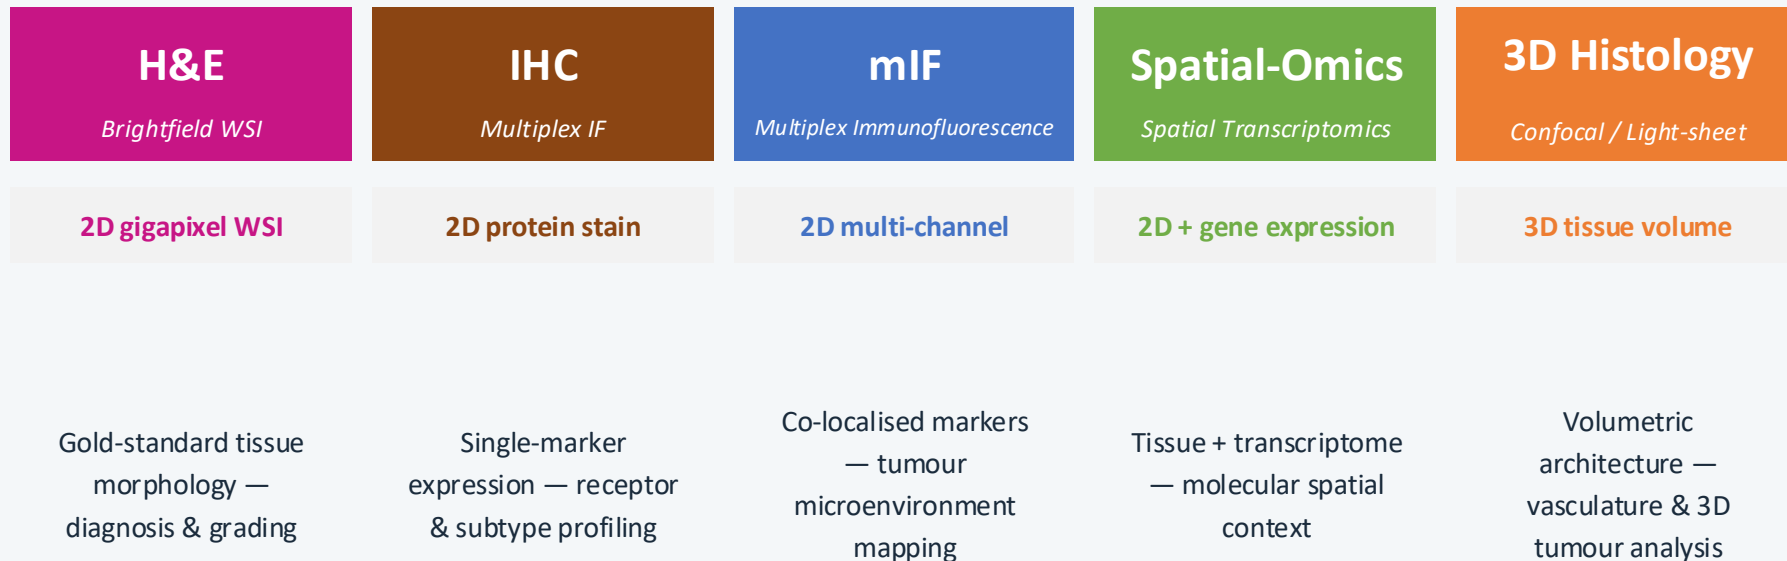 H&E
Brightfield WSI
2D gigapixel WSI
Gold-standard tissue
morphology —
diagnosis & grading
IHC
Multiplex IF
2D protein stain
Single-marker
expression — receptor
& subtype profiling
mIF
Multiplex Immunofluorescence
2D multi-channel
Co-localised markers
— tumour
microenvironment
mapping
Spatial-Omics
Spatial Transcriptomics
2D + gene expression
Tissue + transcriptome
— molecular spatial
context
3D Histology
Confocal / Light-sheet
3D tissue volume
Volumetric
architecture —
vasculature & 3D
tumour analysis